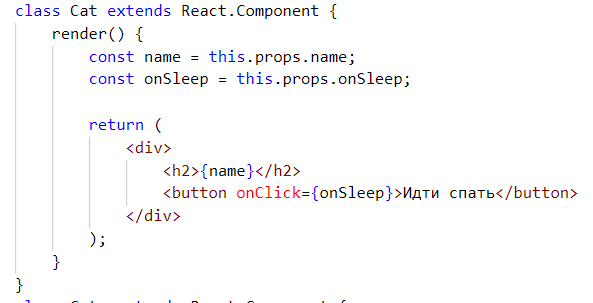 class Cat extends React.Component {
render() {
const name = this.props.name;
const onSleep = this.props.onSleep;
return (
<div>
<h2>{name}</h2>
<button onClick={onSleep}>Идти спать</button>
</div>
);
}
}